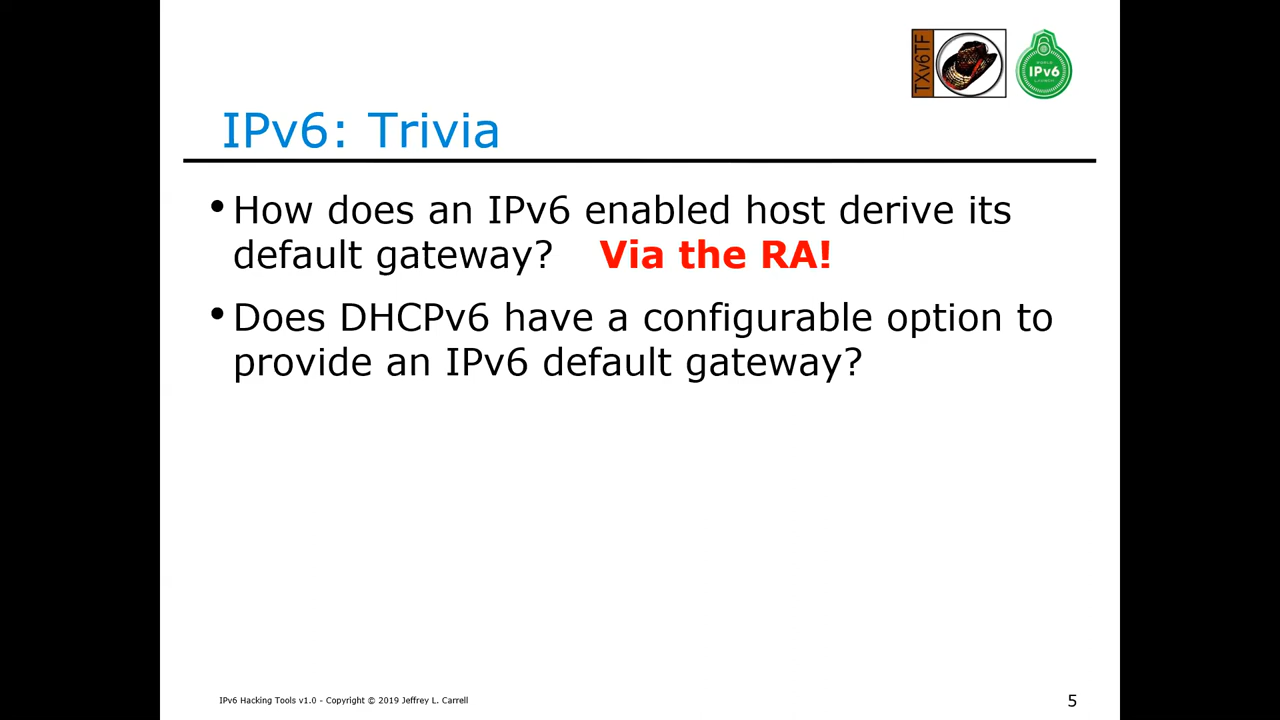 TXv6TF
WORLD
IPv6
LAUNCH
IPv6: Trivia
• How does an IPv6 enabled host derive its
default gateway? Via the RA!
• Does DHCPv6 have a configurable option to
provide an IPv6 default gateway?
IPv6 Hacking Tools v1.0 - Copyright © 2019 Jeffrey L. Carrell
5